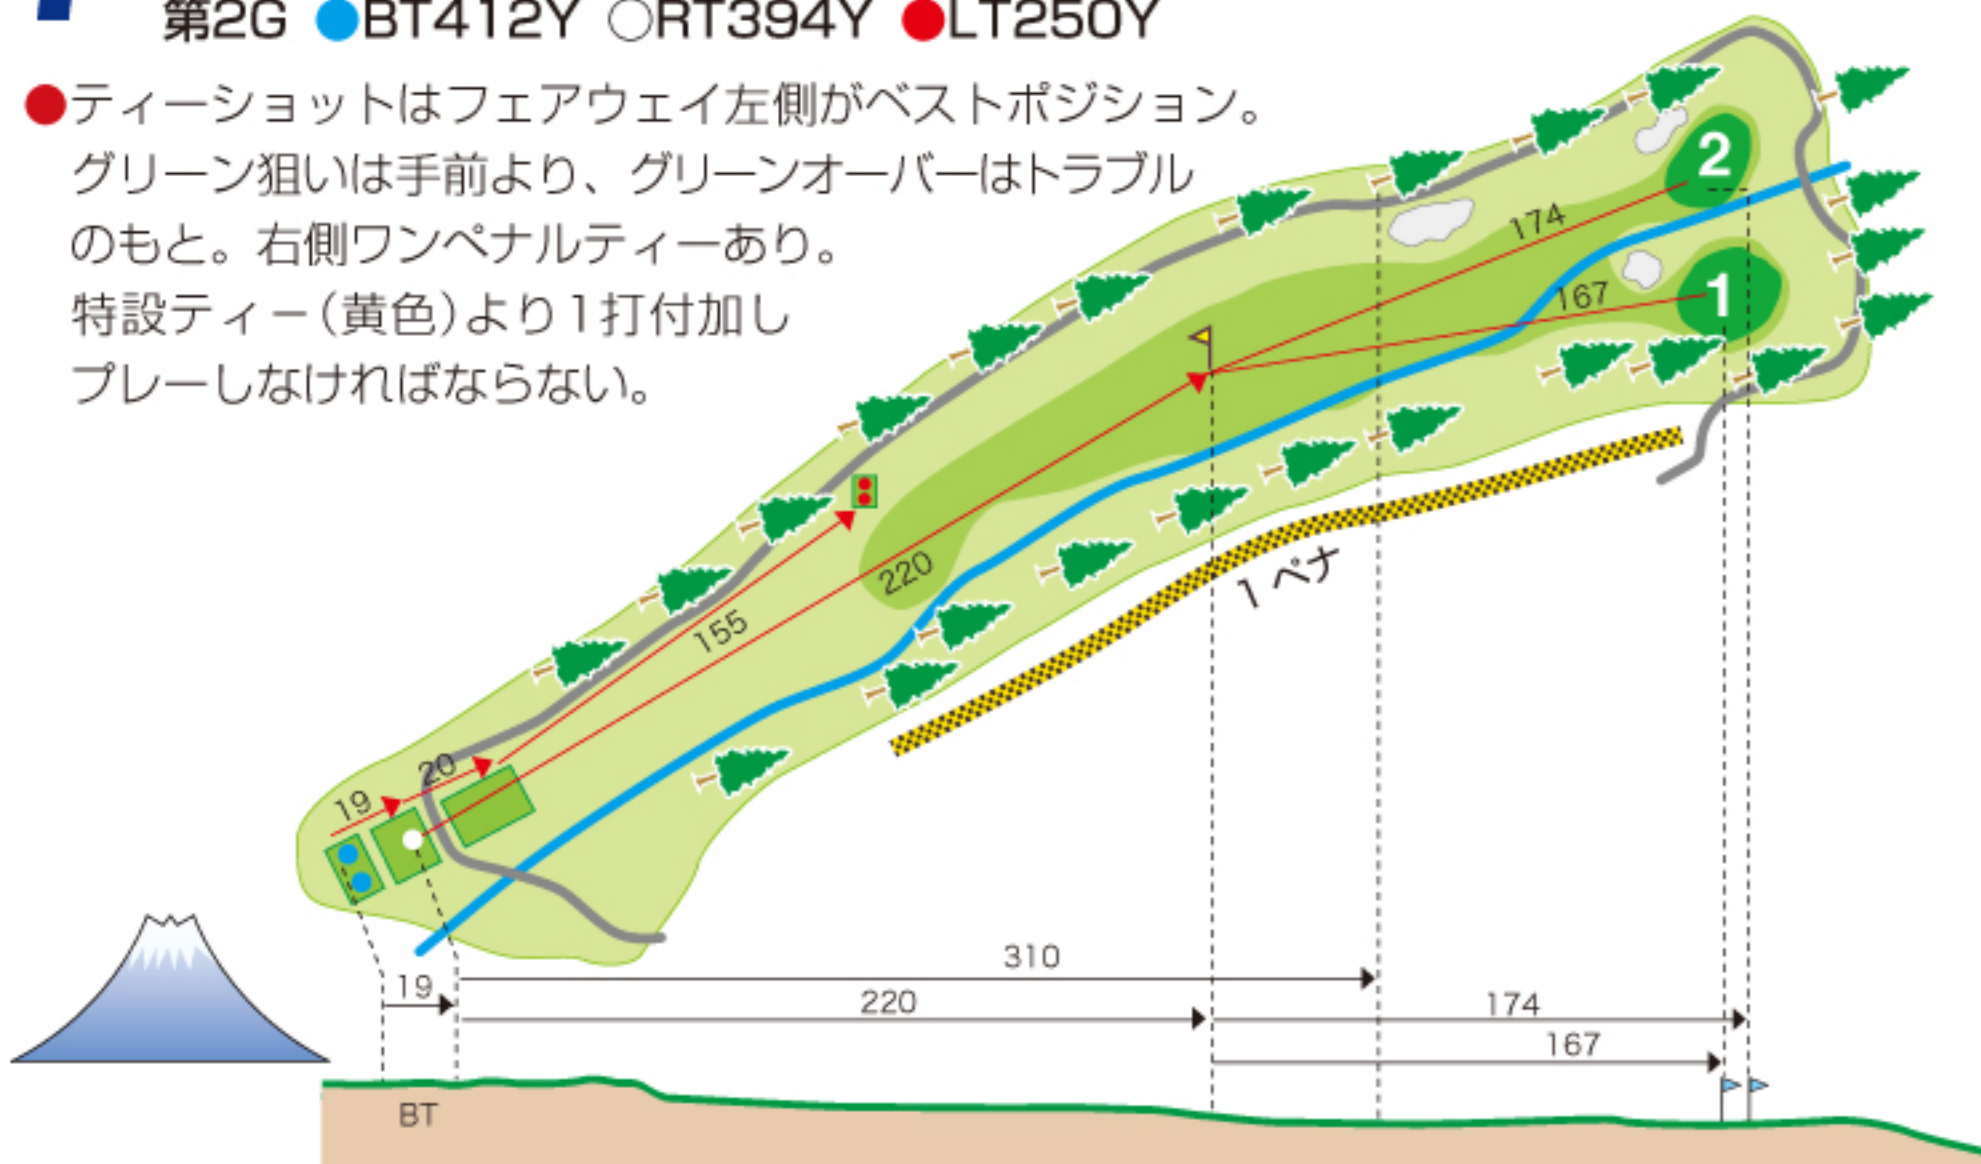 第2G ●BT412Y ○RT394Y ●LT250Y
●ティーショットはフェアウェイ左側がベストポジション。
グリーン狙いは手前より、グリーンオーバーはトラブル
のもと。右側ワンペナルティーあり。
特設ティー(黄色)より1打付加し
プレーしなければならない。
2
174
1
167
220
155
1ペナ
20
19
310
19
220
174
167
BT